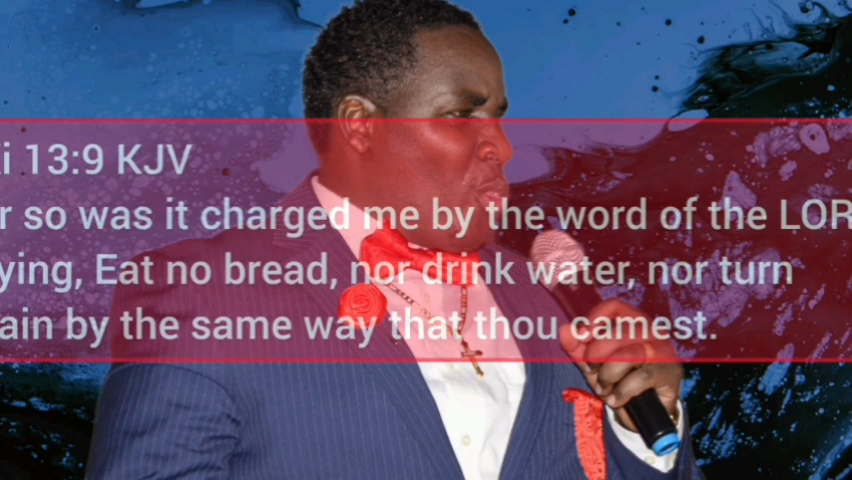 i 13:9 KJV
r so was it charged me by the word of the LOR
ying, Eat no bread, nor drink water, nor turn
ain by the same way that thou camest.